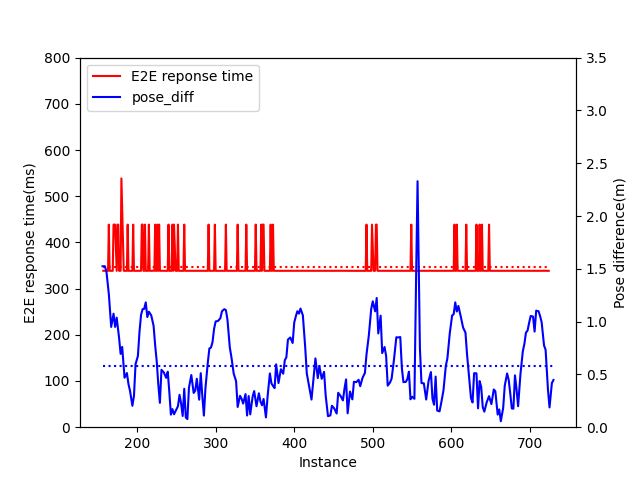 E2E reponse time
pose_diff
800
700
600
500
400
300
200
100
0
E2E response time(ms)
3.5
3.0
2.5
2.0
1.5
1.0
0.5
0.0
Pose difference(m)
200 300 400 500 600 700
Instance